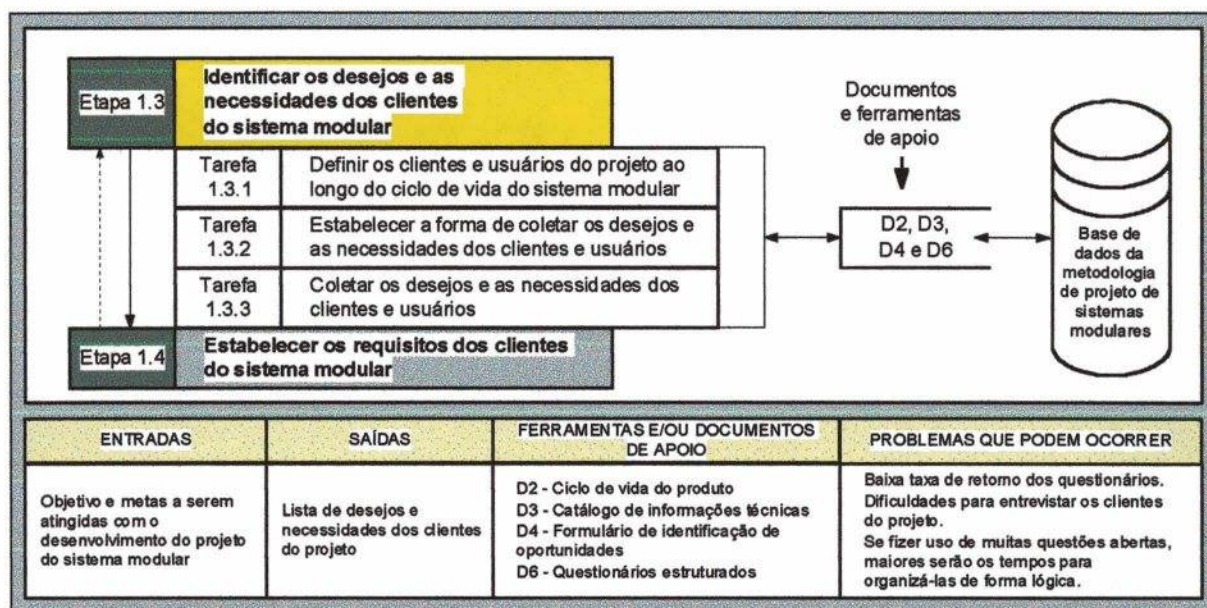 Etapa 1.3
Identificar os desejos e as
necessidades dos clientes
do sistema modular
Tarefa
1.3.1
Definir os clientes e usuários do projeto ao
longo do ciclo de vida do sistema modular
Tarefa
1.3.2
Estabelecer a forma de coletar os desejos e
as necessidades dos clientes e usuários
Tarefa
1.3.3
Coletar os desejos e as necessidades dos
clientes e usuários
Etapa 1.4
Estabelecer os requisitos dos clientes
do sistema modular
Documentos
e ferramentas
de apoio
D2, D3,
D4 e D6
Base de
dados da
metodologia
de projeto de
sistemas
modulares
ENTRADAS
Objetivo e metas a serem
atingidas com o
desenvolvimento do projeto
do sistema modular
SAÍDAS
Lista de desejos e
necessidades dos clientes
do projeto
FERRAMENTAS E/OU DOCUMENTOS
DE APOIO
D2 - Ciclo de vida do produto
D3 - Catálogo de informações técnicas
D4 - Formulário de identificação de
oportunidades
D6 - Questionários estruturados
PROBLEMAS QUE PODEM OCORRER
Baixa taxa de retorno dos questionários.
Dificuldades para entrevistar os clientes
do projeto.
Se fizer uso de muitas questões abertas,
maiores serão os tempos para
organizá-las de forma lógica.